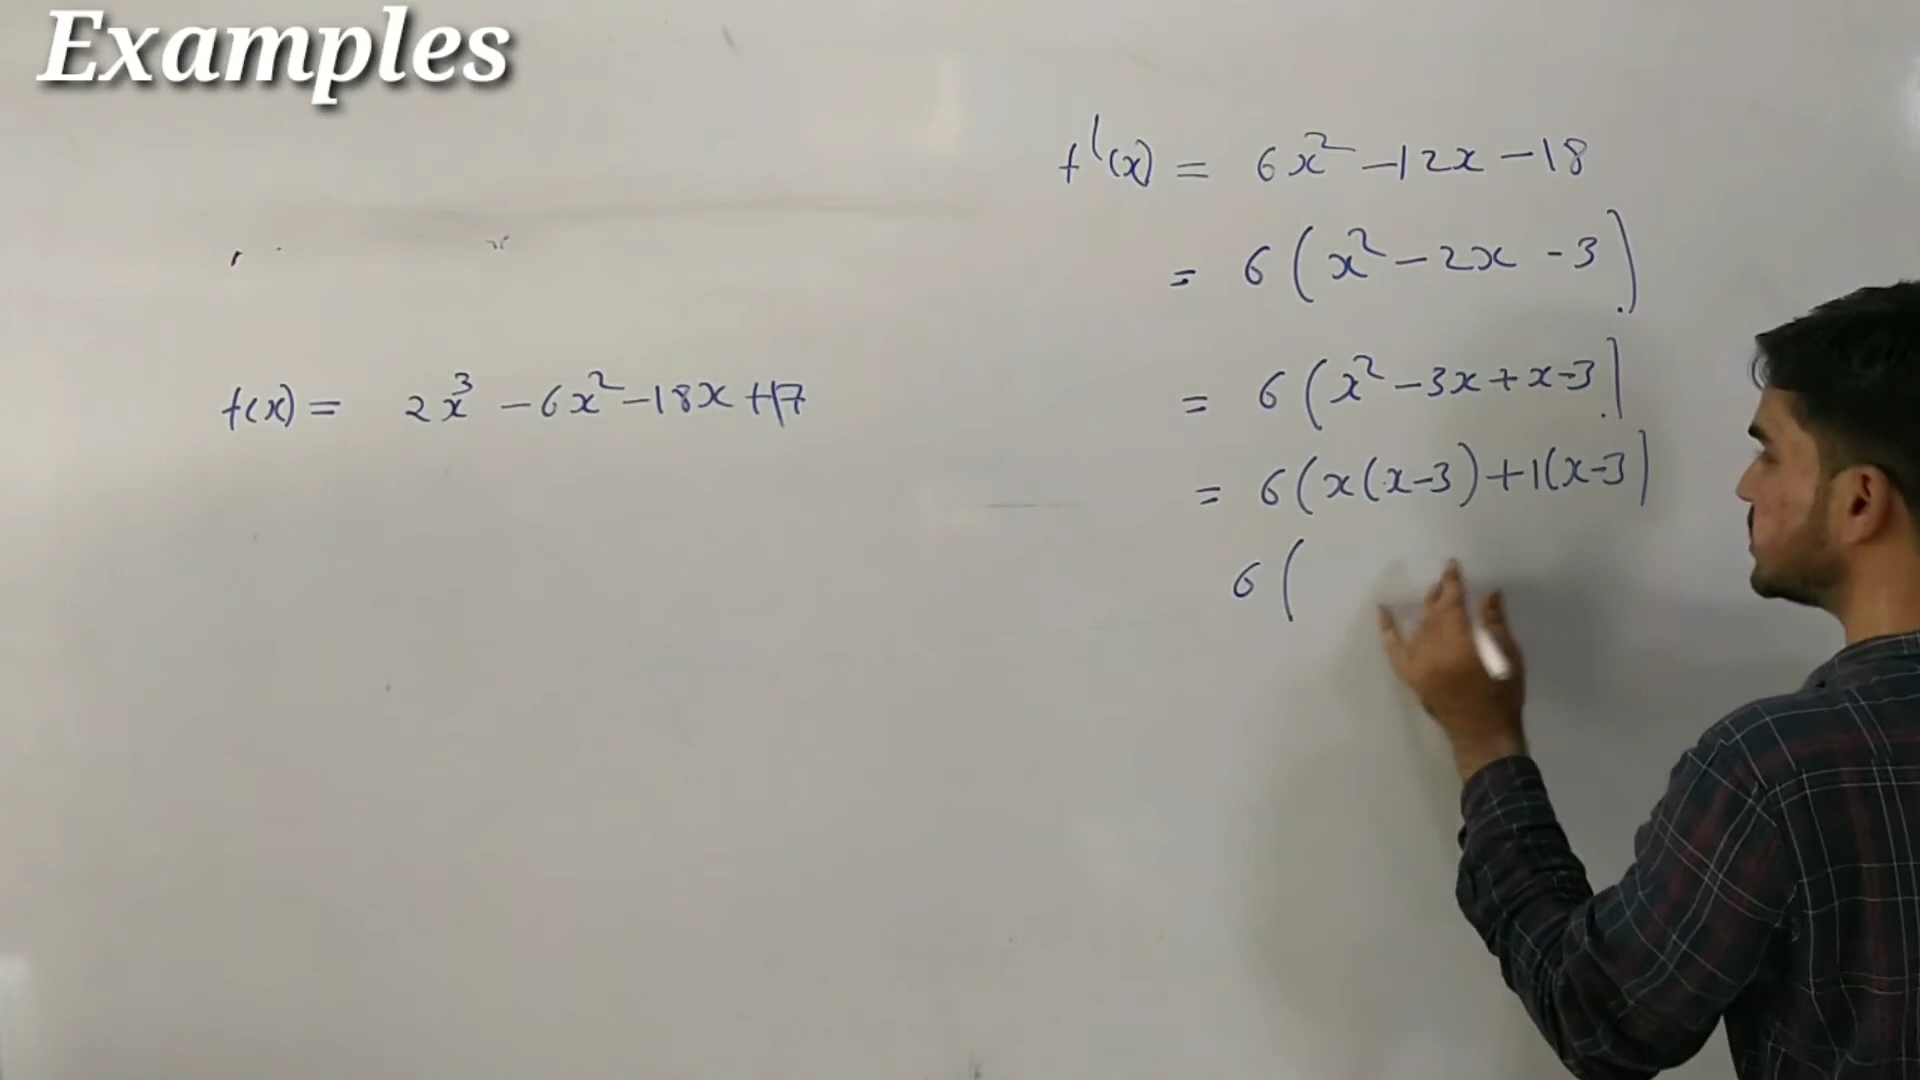 Examples
f'(x) = 6x² -12x -18
= 6(x² - 2x - 3)
= 6(x² - 3x + x - 3)
f(x) = 2x³ - 6x² - 18x + 17
= 6(x(x-3) + 1(x-3)
6(